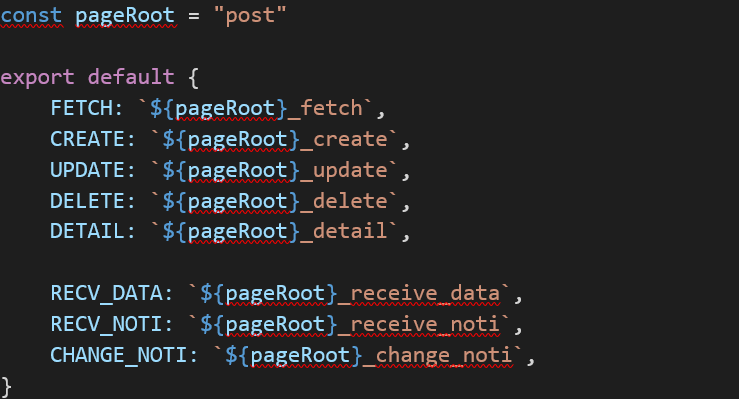 const pageRoot = "post"
export default {
FETCH: `${pageRoot}_fetch`,
CREATE: `${pageRoot}_create`,
UPDATE: `${pageRoot}_update`,
DELETE: `${pageRoot}_delete`,
DETAIL: `${pageRoot}_detail`,
RECV_DATA: `${pageRoot}_receive_data`,
RECV_NOTI: `${pageRoot}_receive_noti`,
CHANGE_NOTI: `${pageRoot}_change_noti`,
}